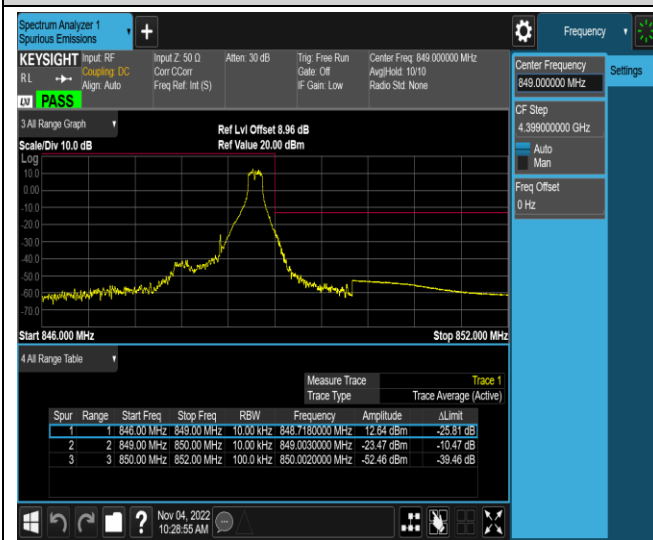 Spectrum Analyzer 1
Spurious Emissions
Frequency
KEYSIGHT Input: RF Input Z: 50 Ω Atten: 30 dB Trig: Free Run Center Freq: 849.000000 MHz
RL Coupling: DC Corr CCorr Gate: Off Avg|Hold: 10/10
Align: Auto Freq Ref: Int (S) IF Gain: Low Radio Std: None
LXI PASS
Center Frequency
849.000000 MHz
Settings
CF Step
4.399000000 GHz
Auto
Man
Freq Offset
0 Hz
3 All Range Graph
Ref Lvl Offset 8.96 dB
Scale/Div 10.0 dB Ref Value 20.00 dBm
Log
10.0
0.00
-10.0
-20.0
-30.0
-40.0
-50.0
-60.0
-70.0
Start 846.000 MHz Stop 852.000 MHz
4 All Range Table
Measure Trace Trace 1
Trace Type Trace Average (Active)
Spur Range Start Freq Stop Freq RBW Frequency Amplitude ΔLimit
1 1 846.00 MHz 849.00 MHz 10.00 kHz 848.7180000 MHz 12.64 dBm -25.81 dB
2 2 849.00 MHz 850.00 MHz 10.00 kHz 849.0030000 MHz -23.47 dBm -10.47 dB
3 3 850.00 MHz 852.00 MHz 100.0 kHz 850.0020000 MHz -52.46 dBm -39.46 dB
Nov 04, 2022
10:28:55 AM